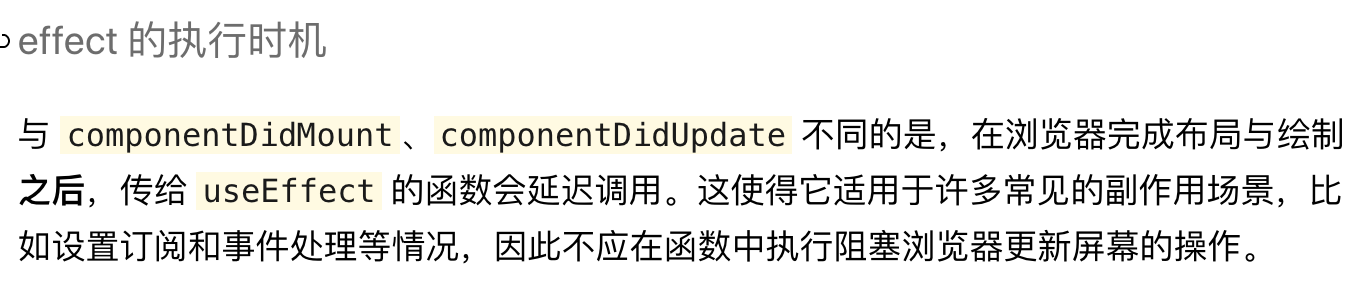 effect 的执行时机
与 componentDidMount、componentDidUpdate 不同的是，在浏览器完成布局与绘制
之后，传给 useEffect 的函数会延迟调用。这使得它适用于许多常见的副作用场景，比
如设置订阅和事件处理等情况，因此不应在函数中执行阻塞浏览器更新屏幕的操作。